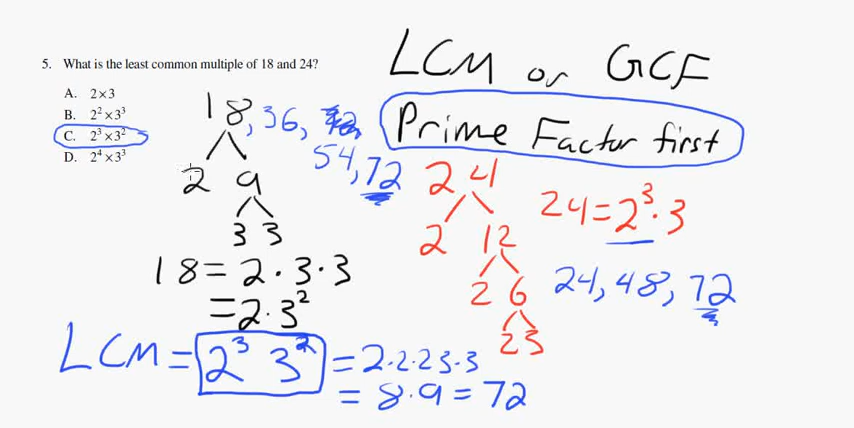 5. What is the least common multiple of 18 and 24?
A. 2×3
B. 2²×3³
C. 2³×3²
D. 2⁴×3³
LCM or GCF
Prime Factor first
18, 36,
54, 72
2 9
3 3
18=2·3·3
=2·3²
24
2 12
2 6
2 3
24=2³·3
24, 48, 72
LCM=2³ 3² =2·2·2 3·3
= 8·9=72